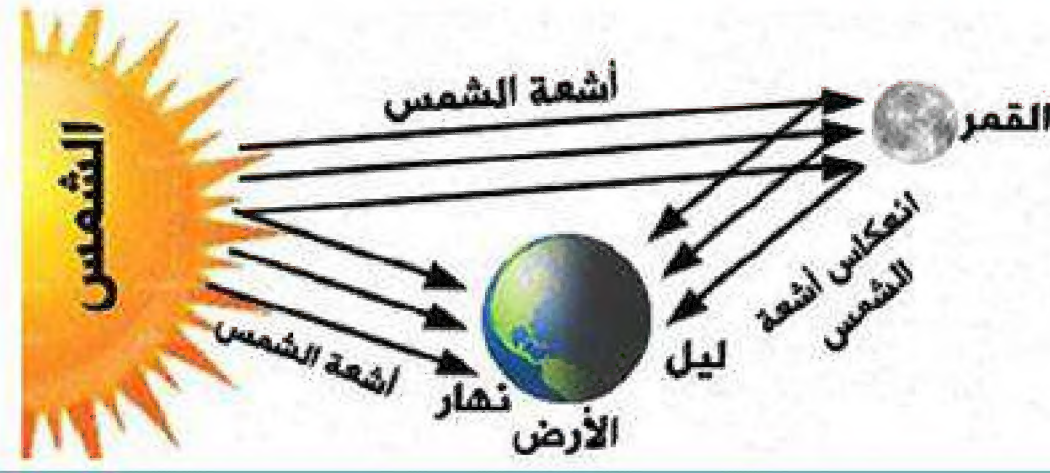 أشعة الشمس
القمر
الشمس
انعكاس أشعة
الشمس
أشعة الشمس
ليل
نهار
الأرض